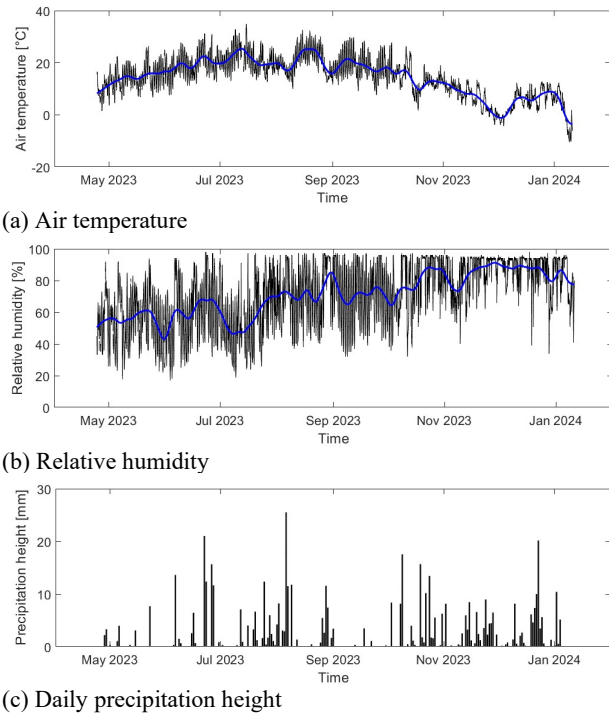 40
20
0
-20
Air temperature [°C]
May 2023 Jul 2023 Sep 2023 Nov 2023 Jan 2024
Time
(a) Air temperature
100
80
60
40
20
0
Relative humidity [%]
May 2023 Jul 2023 Sep 2023 Nov 2023 Jan 2024
Time
(b) Relative humidity
30
20
10
0
Precipitation height [mm]
May 2023 Jul 2023 Sep 2023 Nov 2023 Jan 2024
Time
(c) Daily precipitation height